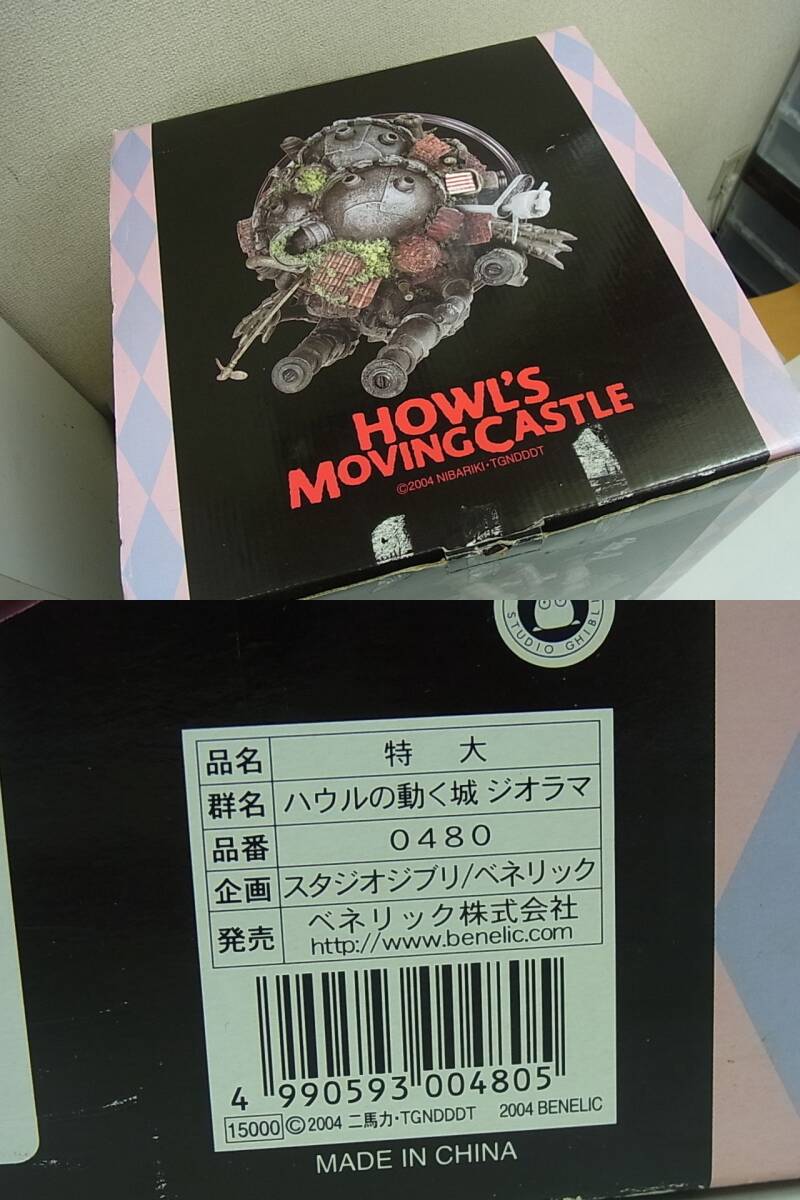 HOWL'S
MOVINGCASTLE
©2004 NIBARIKI・TGNDDDT
STUDIO GHIBLI
品名 特 大
群名 ハウルの動く城 ジオラマ
品番 0480
企画 スタジオジブリ/ベネリック
発売 ベネリック株式会社
http://www.benelic.com
4 990593 004805
15000 ©2004 二馬力・TGNDDDT 2004 BENELIC
MADE IN CHINA